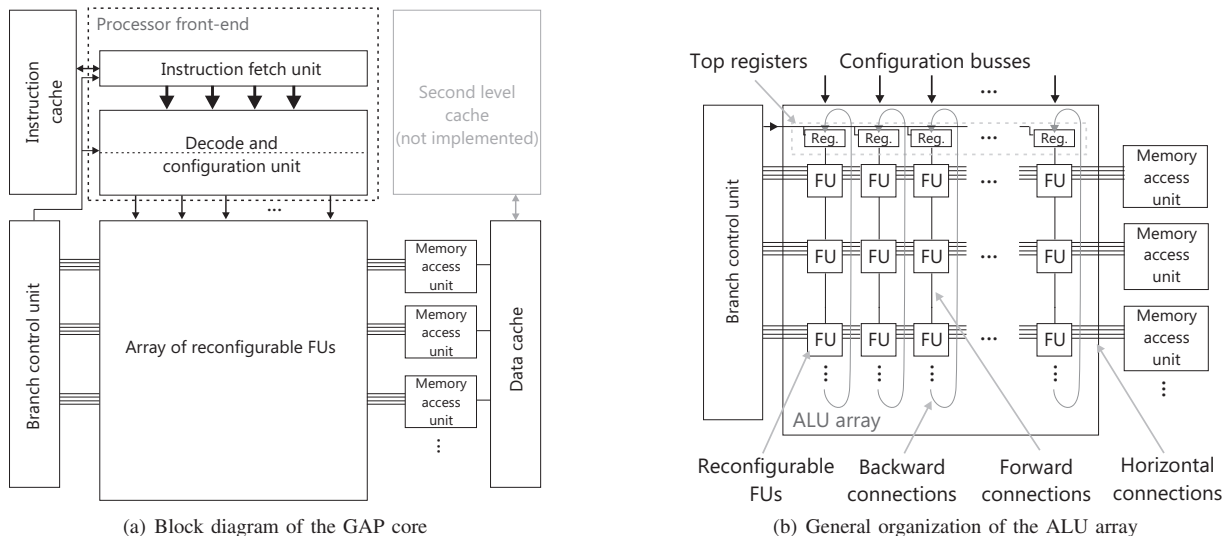 Processor front-end
Instruction cache
Instruction fetch unit
Decode and
configuration unit
Second level
cache
(not implemented)
...
Branch control unit
Array of reconfigurable FUs
Memory
access
unit
Memory
access
unit
Memory
access
unit
...
Data cache
(a) Block diagram of the GAP core
Top registers
Configuration busses
...
Branch control unit
Reg.
Reg.
Reg.
...
Reg.
FU
FU
FU
...
FU
Memory
access
unit
FU
FU
FU
...
FU
Memory
access
unit
FU
FU
FU
...
FU
Memory
access
unit
...
...
...
...
...
ALU array
Reconfigurable
FUs
Backward
connections
Forward
connections
Horizontal
connections
(b) General organization of the ALU array